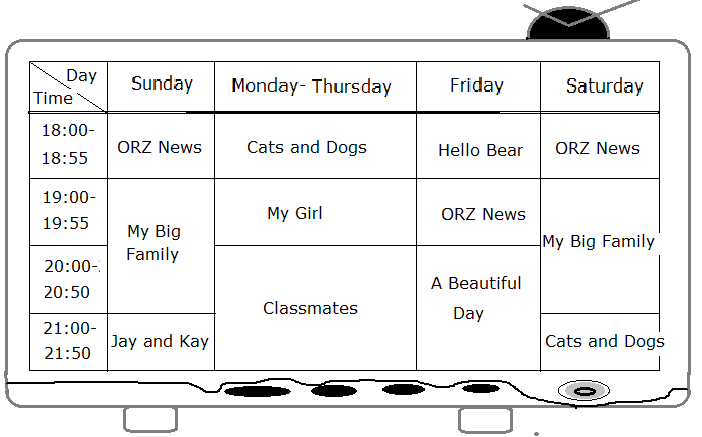 Day
Time
Sunday
Monday- Thursday
Friday
Saturday
18:00-
18:55
ORZ News
Cats and Dogs
Hello Bear
ORZ News
19:00-
19:55
My Big
Family
My Girl
ORZ News
My Big Family
20:00-
20:50
Classmates
A Beautiful
Day
21:00-
21:50
Jay and Kay
Cats and Dogs